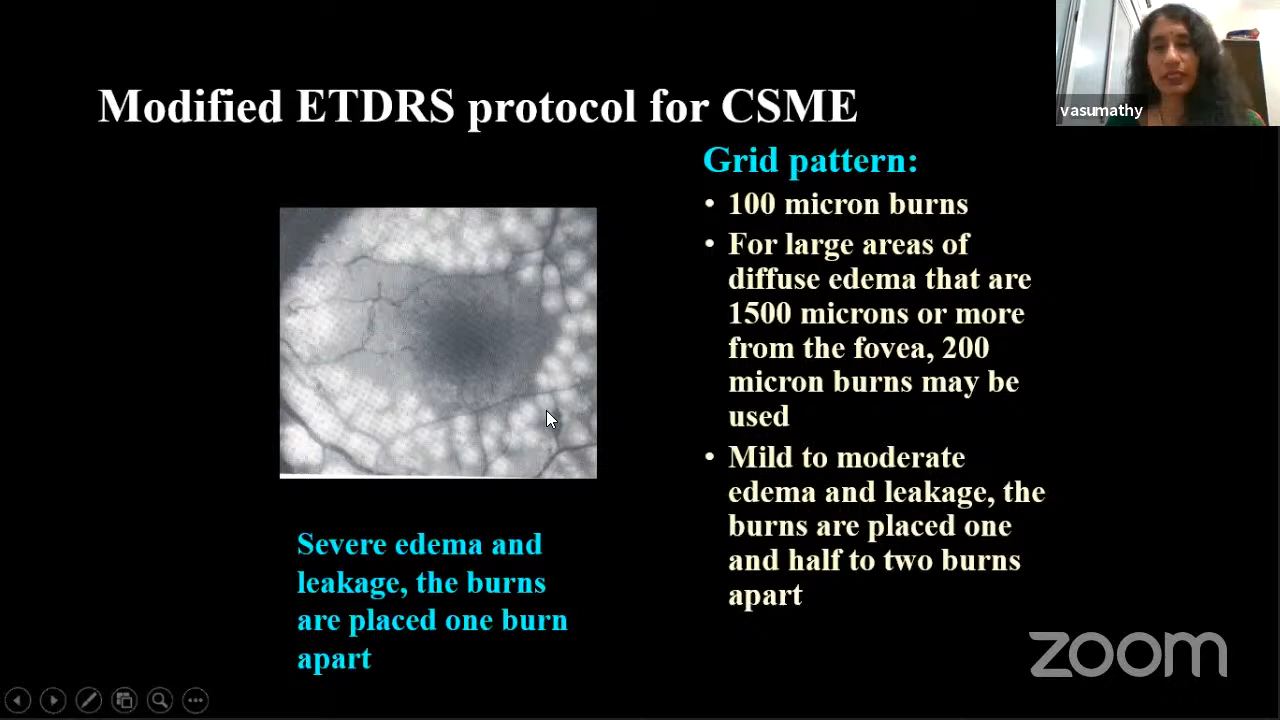 Modified ETDRS protocol for CSME
vasumathy
Grid pattern:
• 100 micron burns
• For large areas of
diffuse edema that are
1500 microns or more
from the fovea, 200
micron burns may be
used
• Mild to moderate
edema and leakage, the
burns are placed one
and half to two burns
apart
Severe edema and
leakage, the burns
are placed one burn
apart
zoom